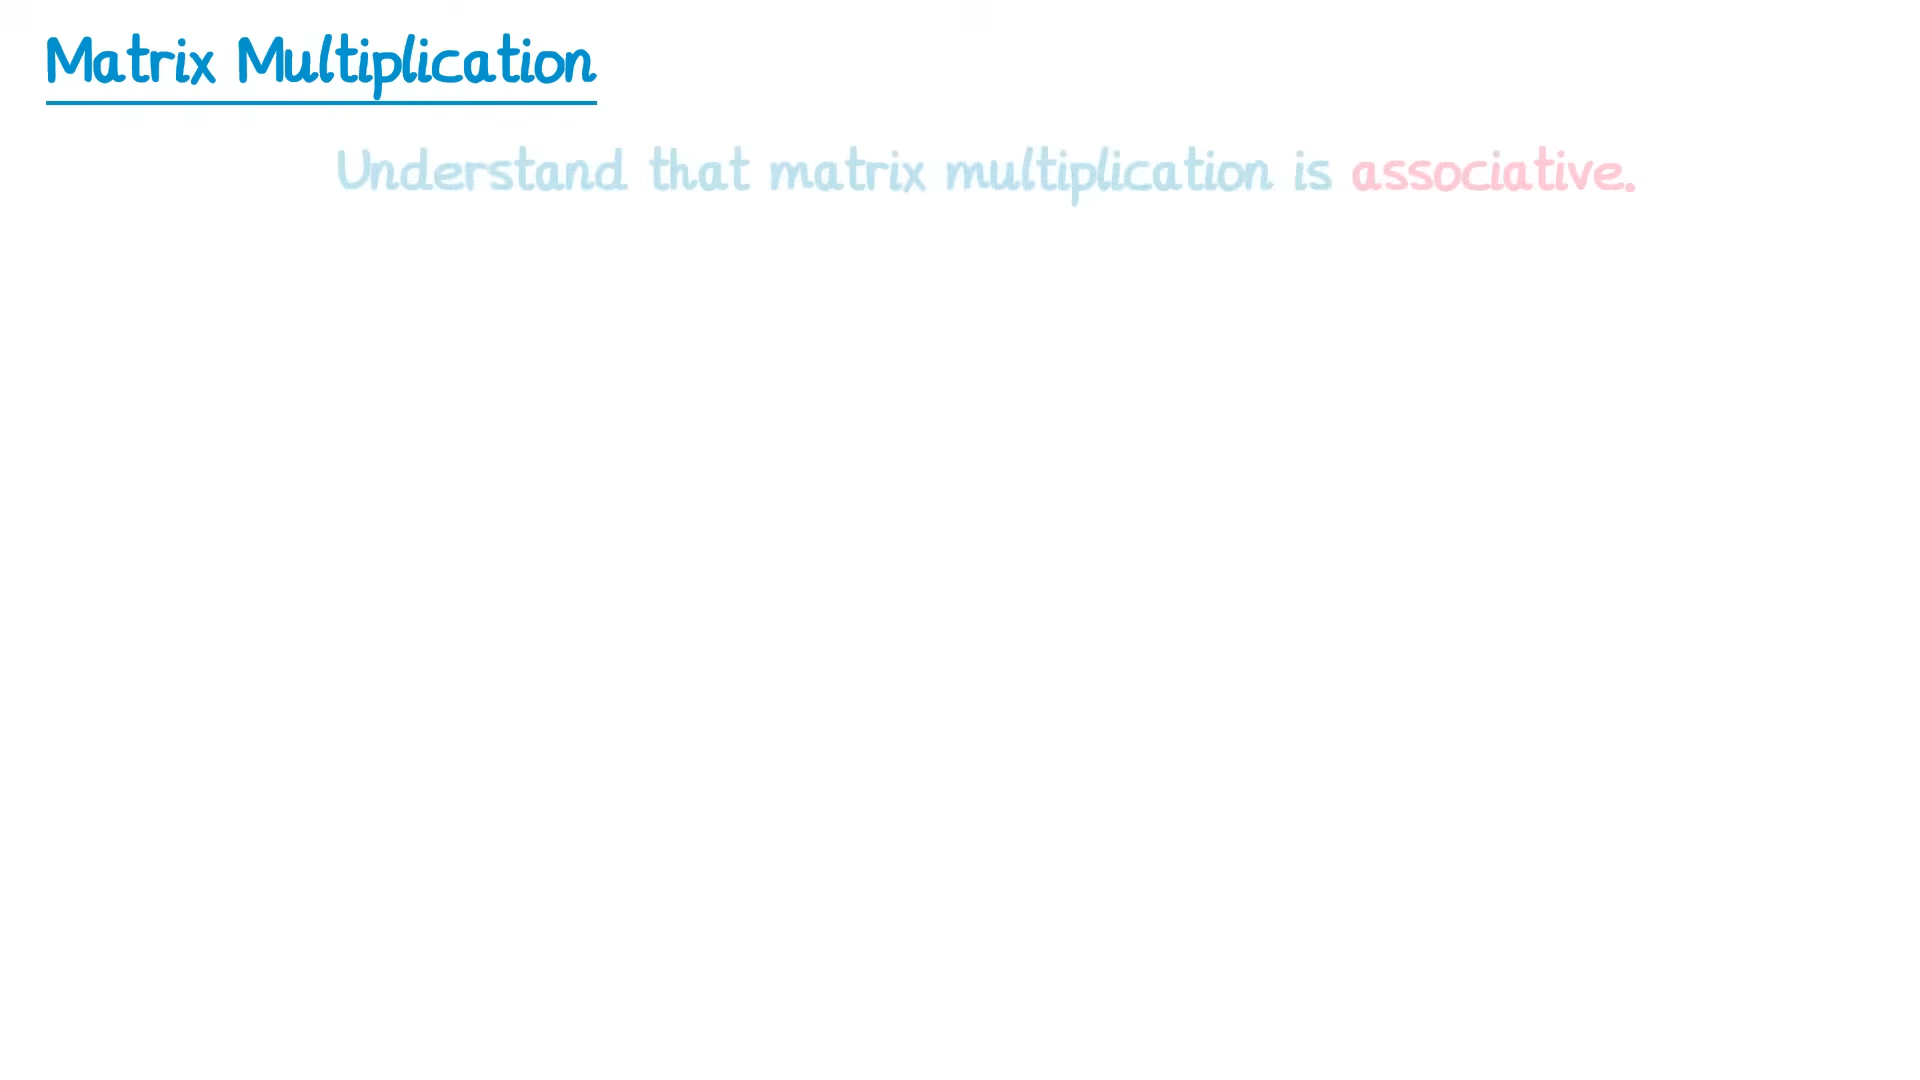 Matrix Multiplication
Understand that matrix multiplication is associative.